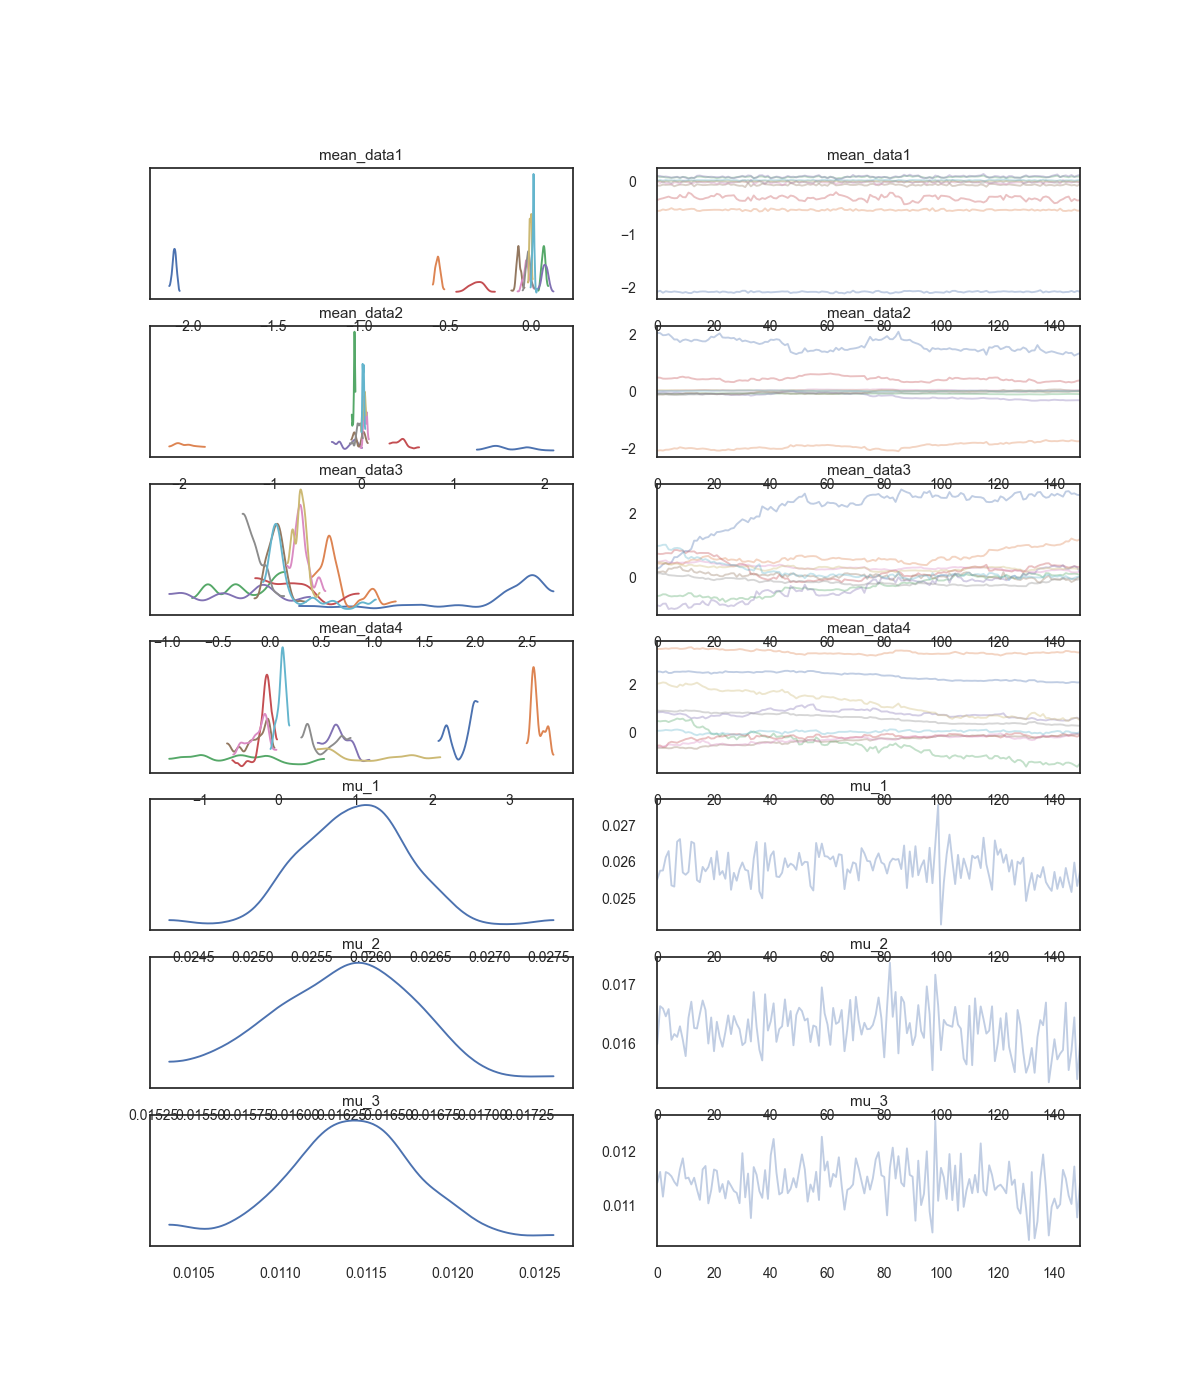 mean_data1 mean_data1
0
−1
−2
−2.0 −1.5 −1.0 −0.5 0.0 0 20 40 60 80 100 120 140
mean_data2 mean_data2
2
0
−2
−2 −1 0 1 2 0 20 40 60 80 100 120 140
mean_data3 mean_data3
2
0
−1.0 −0.5 0.0 0.5 1.0 1.5 2.0 2.5 0 20 40 60 80 100 120 140
mean_data4 mean_data4
2
0
−1 0 1 2 3 0 20 40 60 80 100 120 140
mu_1 mu_1
0.027
0.026
0.025
0.0245 0.0250 0.0255 0.0260 0.0265 0.0270 0.0275 0 20 40 60 80 100 120 140
mu_2 mu_2
0.017
0.016
0.01525 0.01550 0.01575 0.01600 0.01625 0.01650 0.01675 0.01700 0.01725 0 20 40 60 80 100 120 140
mu_3 mu_3
0.012
0.011
0.0105 0.0110 0.0115 0.0120 0.0125 0 20 40 60 80 100 120 140